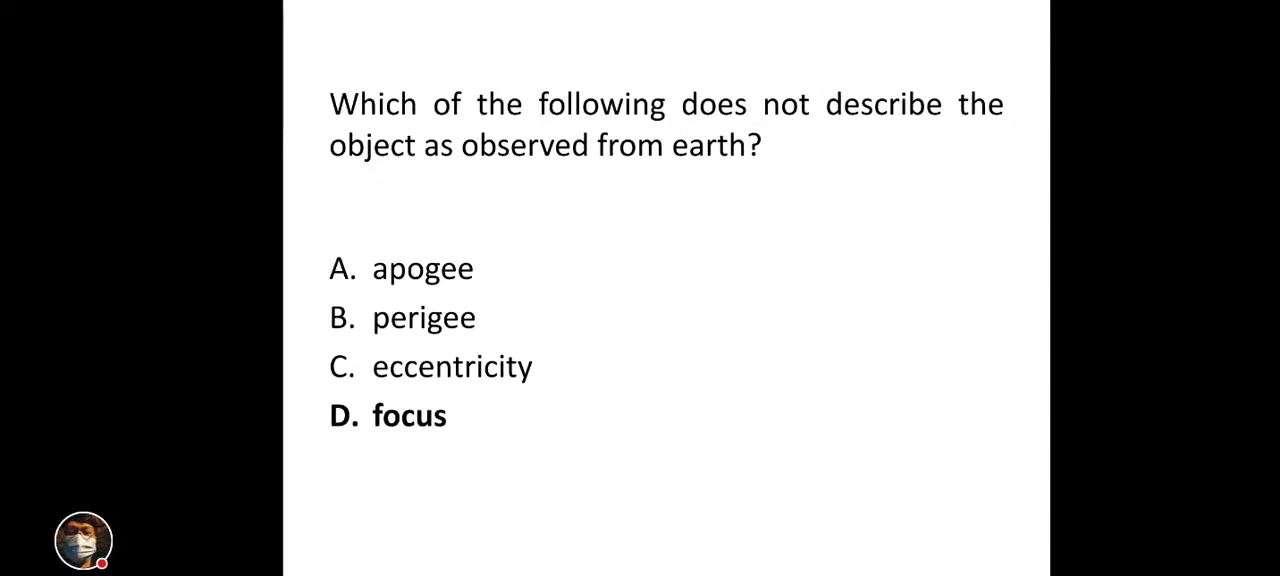 Which of the following does not describe the
object as observed from earth?
A. apogee
B. perigee
C. eccentricity
D. focus